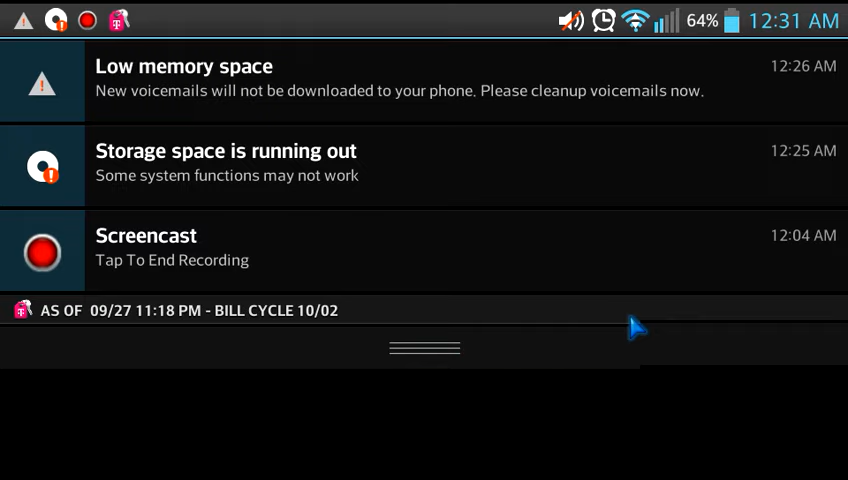 64% 12:31 AM
Low memory space 12:26 AM
New voicemails will not be downloaded to your phone. Please cleanup voicemails now.
Storage space is running out 12:25 AM
Some system functions may not work
Screencast 12:04 AM
Tap To End Recording
AS OF 09/27 11:18 PM - BILL CYCLE 10/02